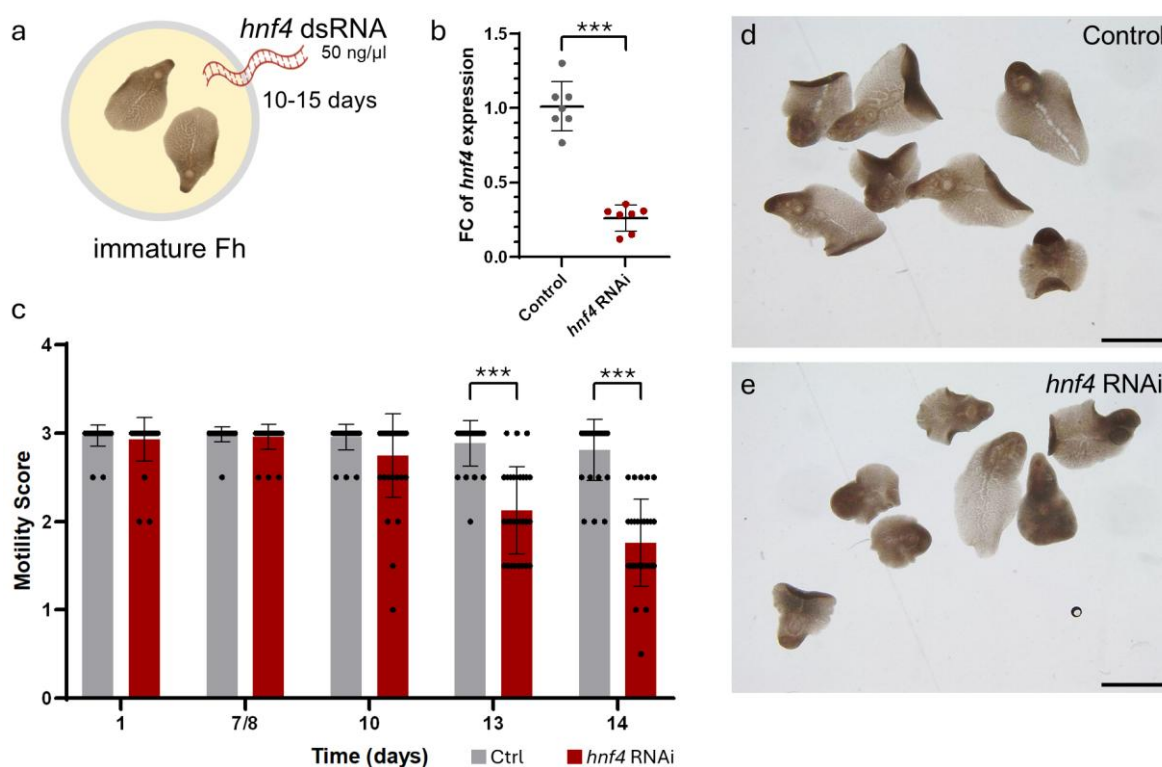 a
hnf4 dsRNA
50 ng/µl
10-15 days
immature Fh
b
***
FC of hnf4 expression
1.5
1.0
0.5
0.0
Control
hnf4 RNAi
c
Motility Score
4
3
2
1
0
***
***
1
7/8
10
13
14
Time (days)
Ctrl
hnf4 RNAi
d
Control
e
hnf4 RNAi